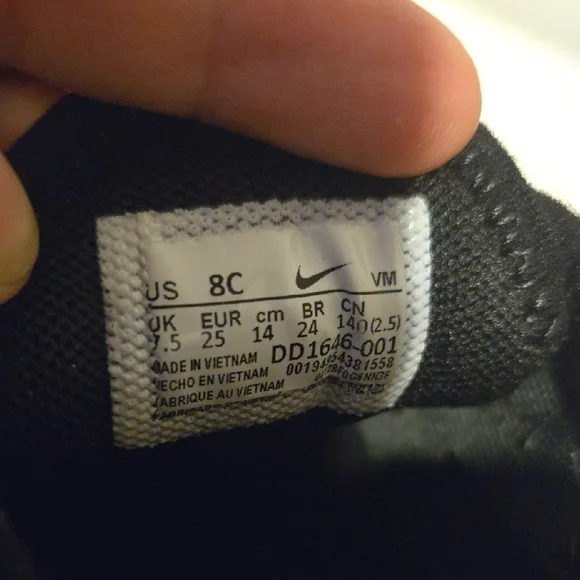 US 8C VM
UK EUR cm BR CN
7.5 25 14 24 140(2.5)
MADE IN VIETNAM DD1646-001
HECHO EN VIETNAM
FABRIQUE AU VIETNAM